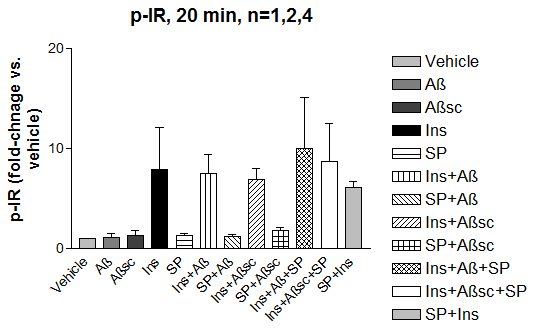 p-IR, 20 min, n=1,2,4
p-IR (fold-chnage vs.
vehicle)
20
10
0
Vehicle
Aß
Aßsc
Ins
SP
Ins+Aß
SP+Aß
Ins+Aßsc
SP+Aßsc
Ins+Aß+SP
Ins+Aßsc+SP
SP+Ins
Vehicle
Aß
Aßsc
Ins
SP
Ins+Aß
SP+Aß
Ins+Aßsc
SP+Aßsc
Ins+Aß+SP
Ins+Aßsc+SP
SP+Ins